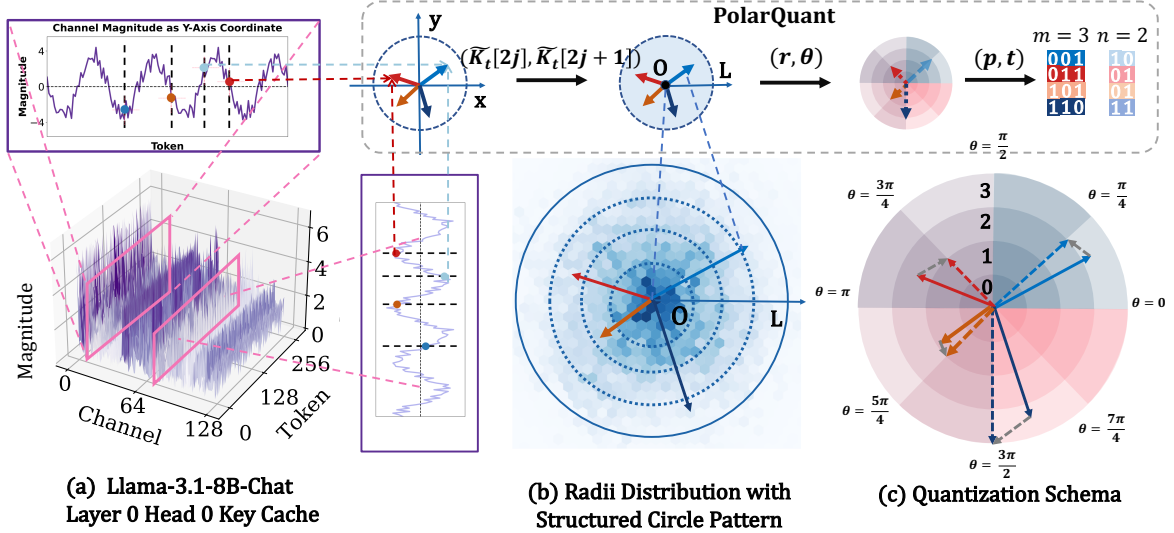 Channel Magnitude as Y-Axis Coordinate
Magnitude
4
0
−4
Token
PolarQuant
y
x
(K̃_t[2j], K̃_t[2j + 1])
O
L
(r, θ)
(p, t)
m = 3 n = 2
001 10
011 01
101 01
110 11
Magnitude
6
4
2
0
0
64
128
Channel
0
128
256
Token
O
L
θ = π/2
θ = 3π/4
θ = π/4
3
2
1
0
θ = π
θ = 0
θ = 5π/4
θ = 7π/4
θ = 3π/2
(a) Llama-3.1-8B-Chat
Layer 0 Head 0 Key Cache
(b) Radii Distribution with
Structured Circle Pattern
(c) Quantization Schema